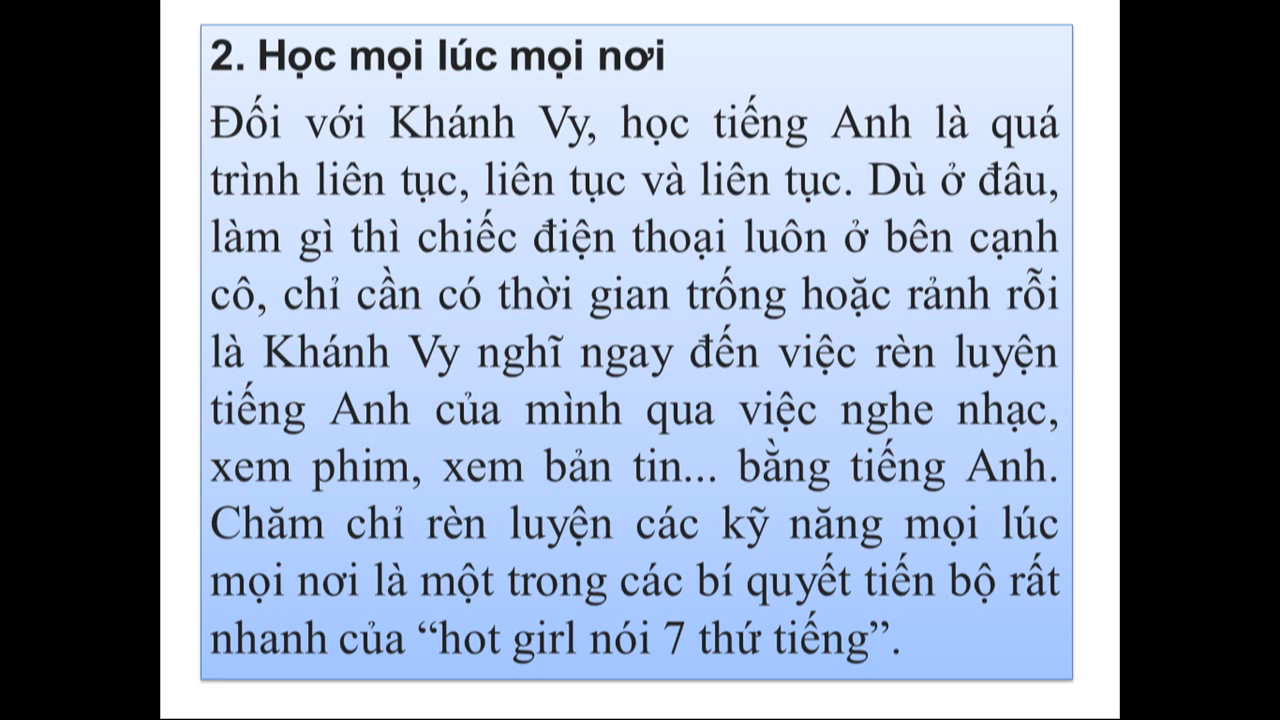 2. Học mọi lúc mọi nơi
Đối với Khánh Vy, học tiếng Anh là quá
trình liên tục, liên tục và liên tục. Dù ở đâu,
làm gì thì chiếc điện thoại luôn ở bên cạnh
cô, chỉ cần có thời gian trống hoặc rảnh rỗi
là Khánh Vy nghĩ ngay đến việc rèn luyện
tiếng Anh của mình qua việc nghe nhạc,
xem phim, xem bản tin... bằng tiếng Anh.
Chăm chỉ rèn luyện các kỹ năng mọi lúc
mọi nơi là một trong các bí quyết tiến bộ rất
nhanh của “hot girl nói 7 thứ tiếng”.